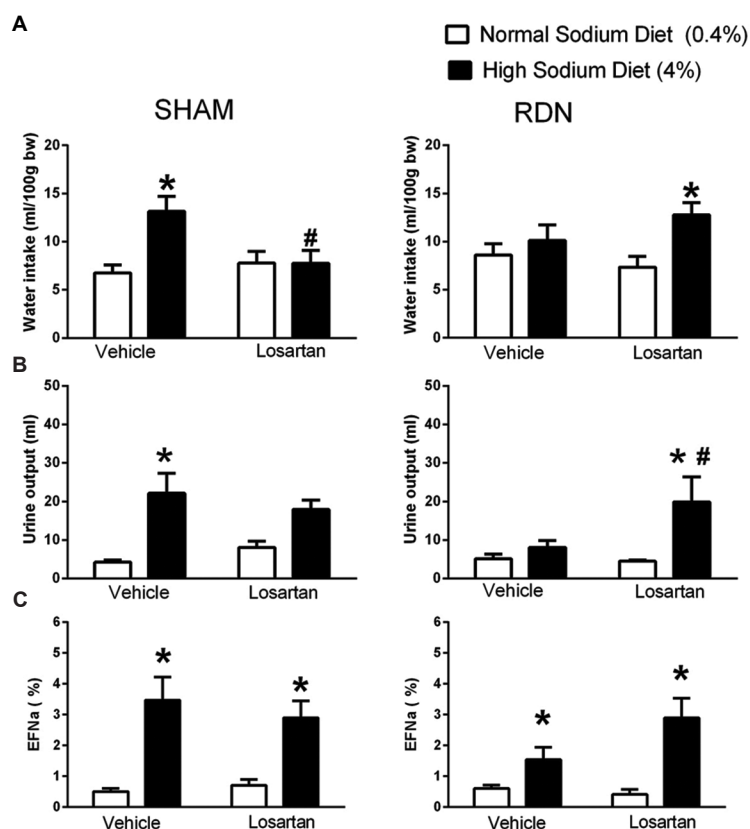 A
Normal Sodium Diet (0.4%)
High Sodium Diet (4%)
SHAM
RDN
Water intake (ml/100g bw)
20
15
10
5
0
*
#
Vehicle
Losartan
Water intake (ml/100g bw)
20
15
10
5
0
*
Vehicle
Losartan
B
Urine output (ml)
50
40
30
20
10
0
*
Vehicle
Losartan
Urine output (ml)
50
40
30
20
10
0
* #
Vehicle
Losartan
C
EFNa ( %)
6
5
4
3
2
1
0
*
*
Vehicle
Losartan
EFNa ( %)
6
5
4
3
2
1
0
*
*
Vehicle
Losartan